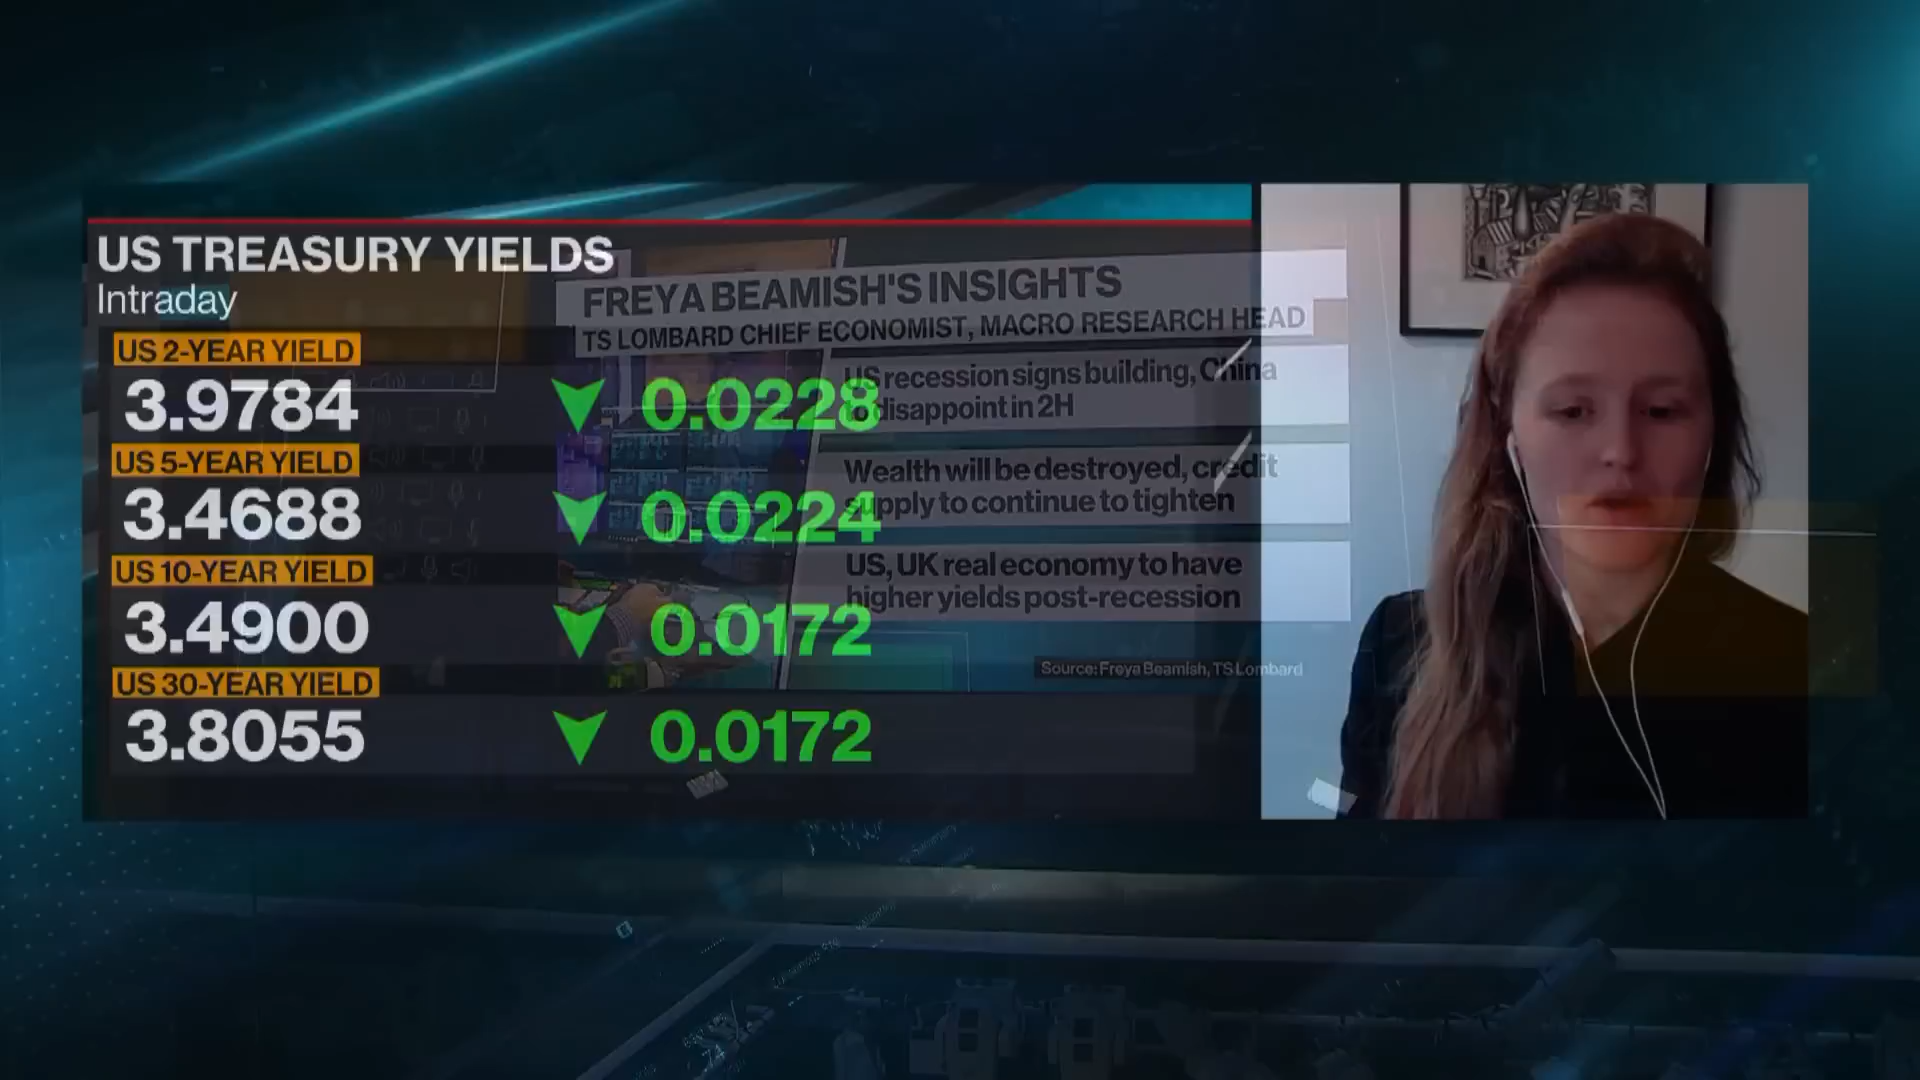 US TREASURY YIELDS
Intraday
US 2-YEAR YIELD
3.9784 0.0228
US 5-YEAR YIELD
3.4688 0.0224
US 10-YEAR YIELD
3.4900 0.0172
US 30-YEAR YIELD
3.8055 0.0172
FREYA BEAMISH'S INSIGHTS
TS LOMBARD CHIEF ECONOMIST, MACRO RESEARCH HEAD
US recession signs building, China
to disappoint in 2H
Wealth will be destroyed, credit
supply to continue to tighten
US, UK real economy to have
higher yields post-recession
Source: Freya Beamish, TS Lombard